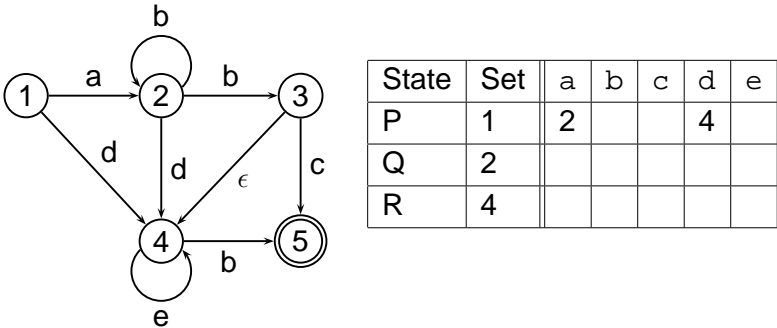 b
1 a 2 b 3
d d ϵ c
4 b 5
e
State Set a b c d e
P 1 2 4
Q 2
R 4